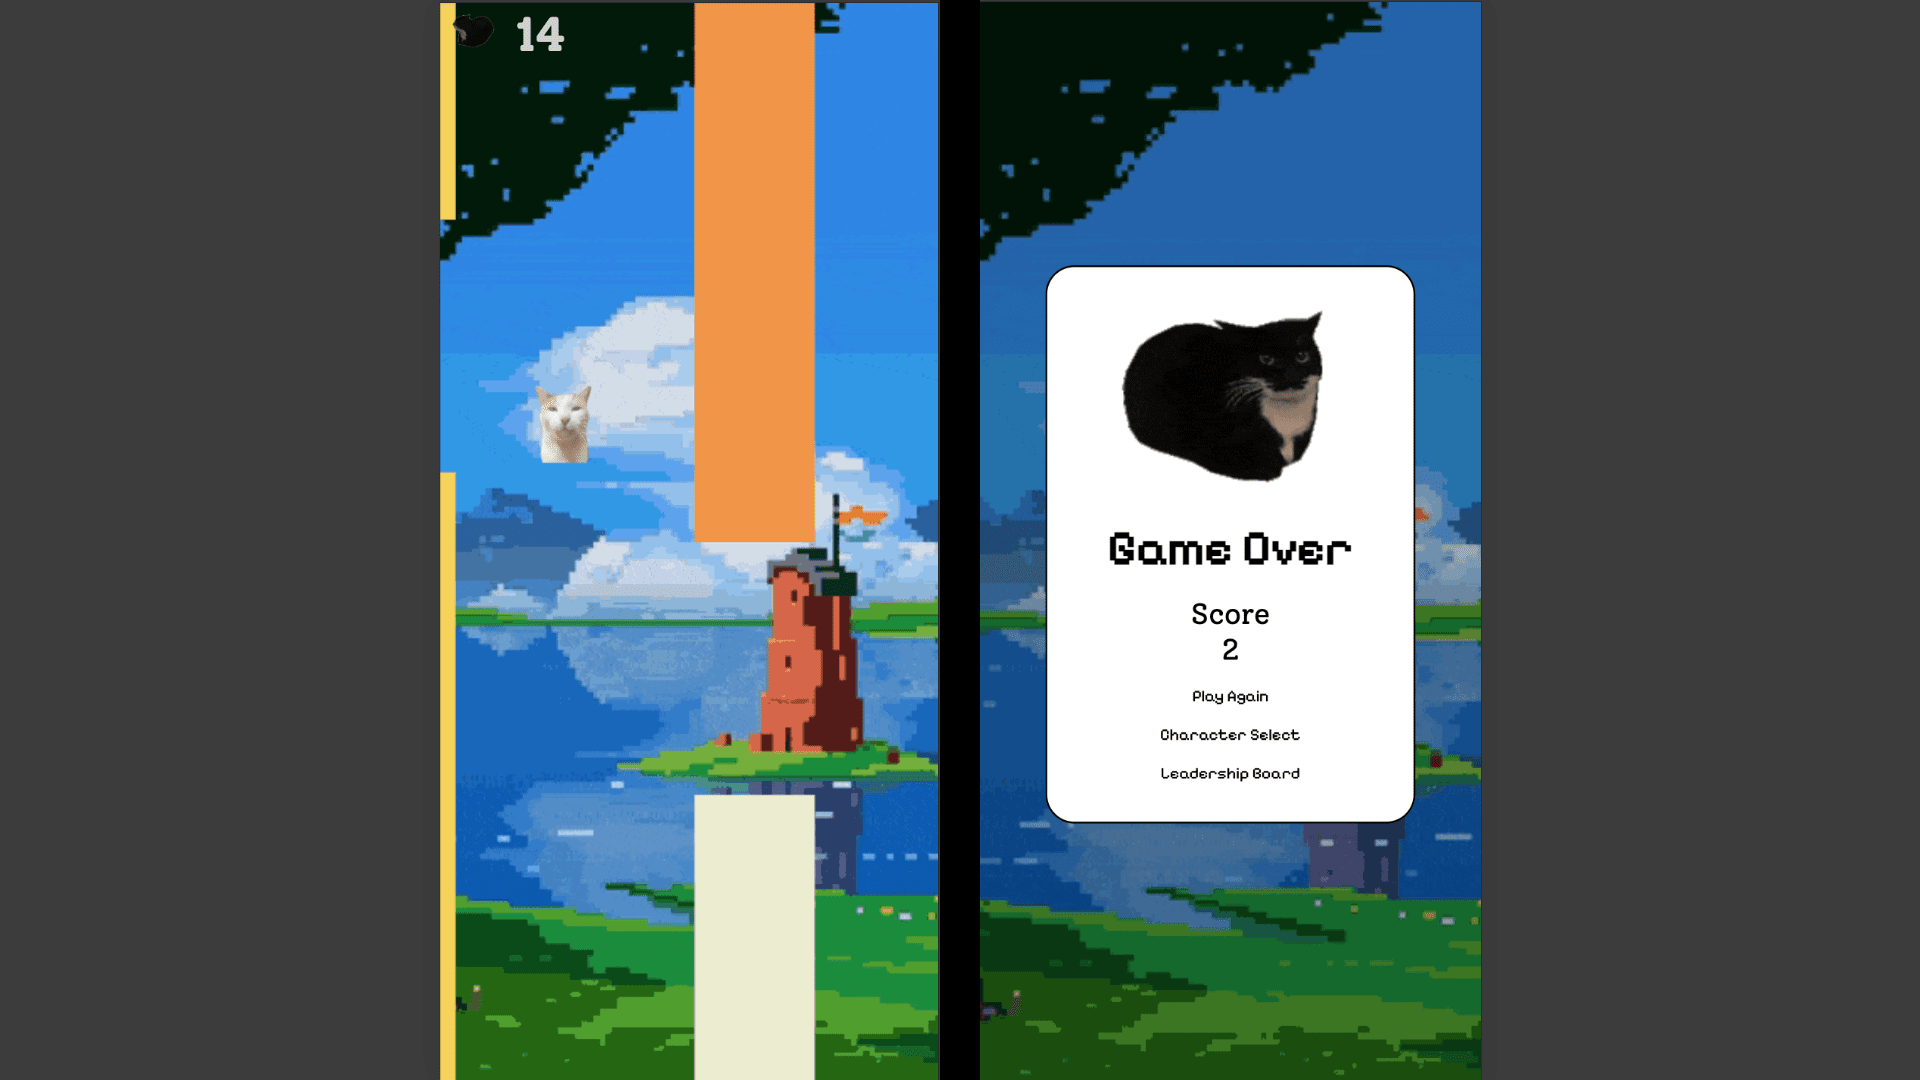 14
Game Over
Score
2
Play Again
Character Select
Leadership Board